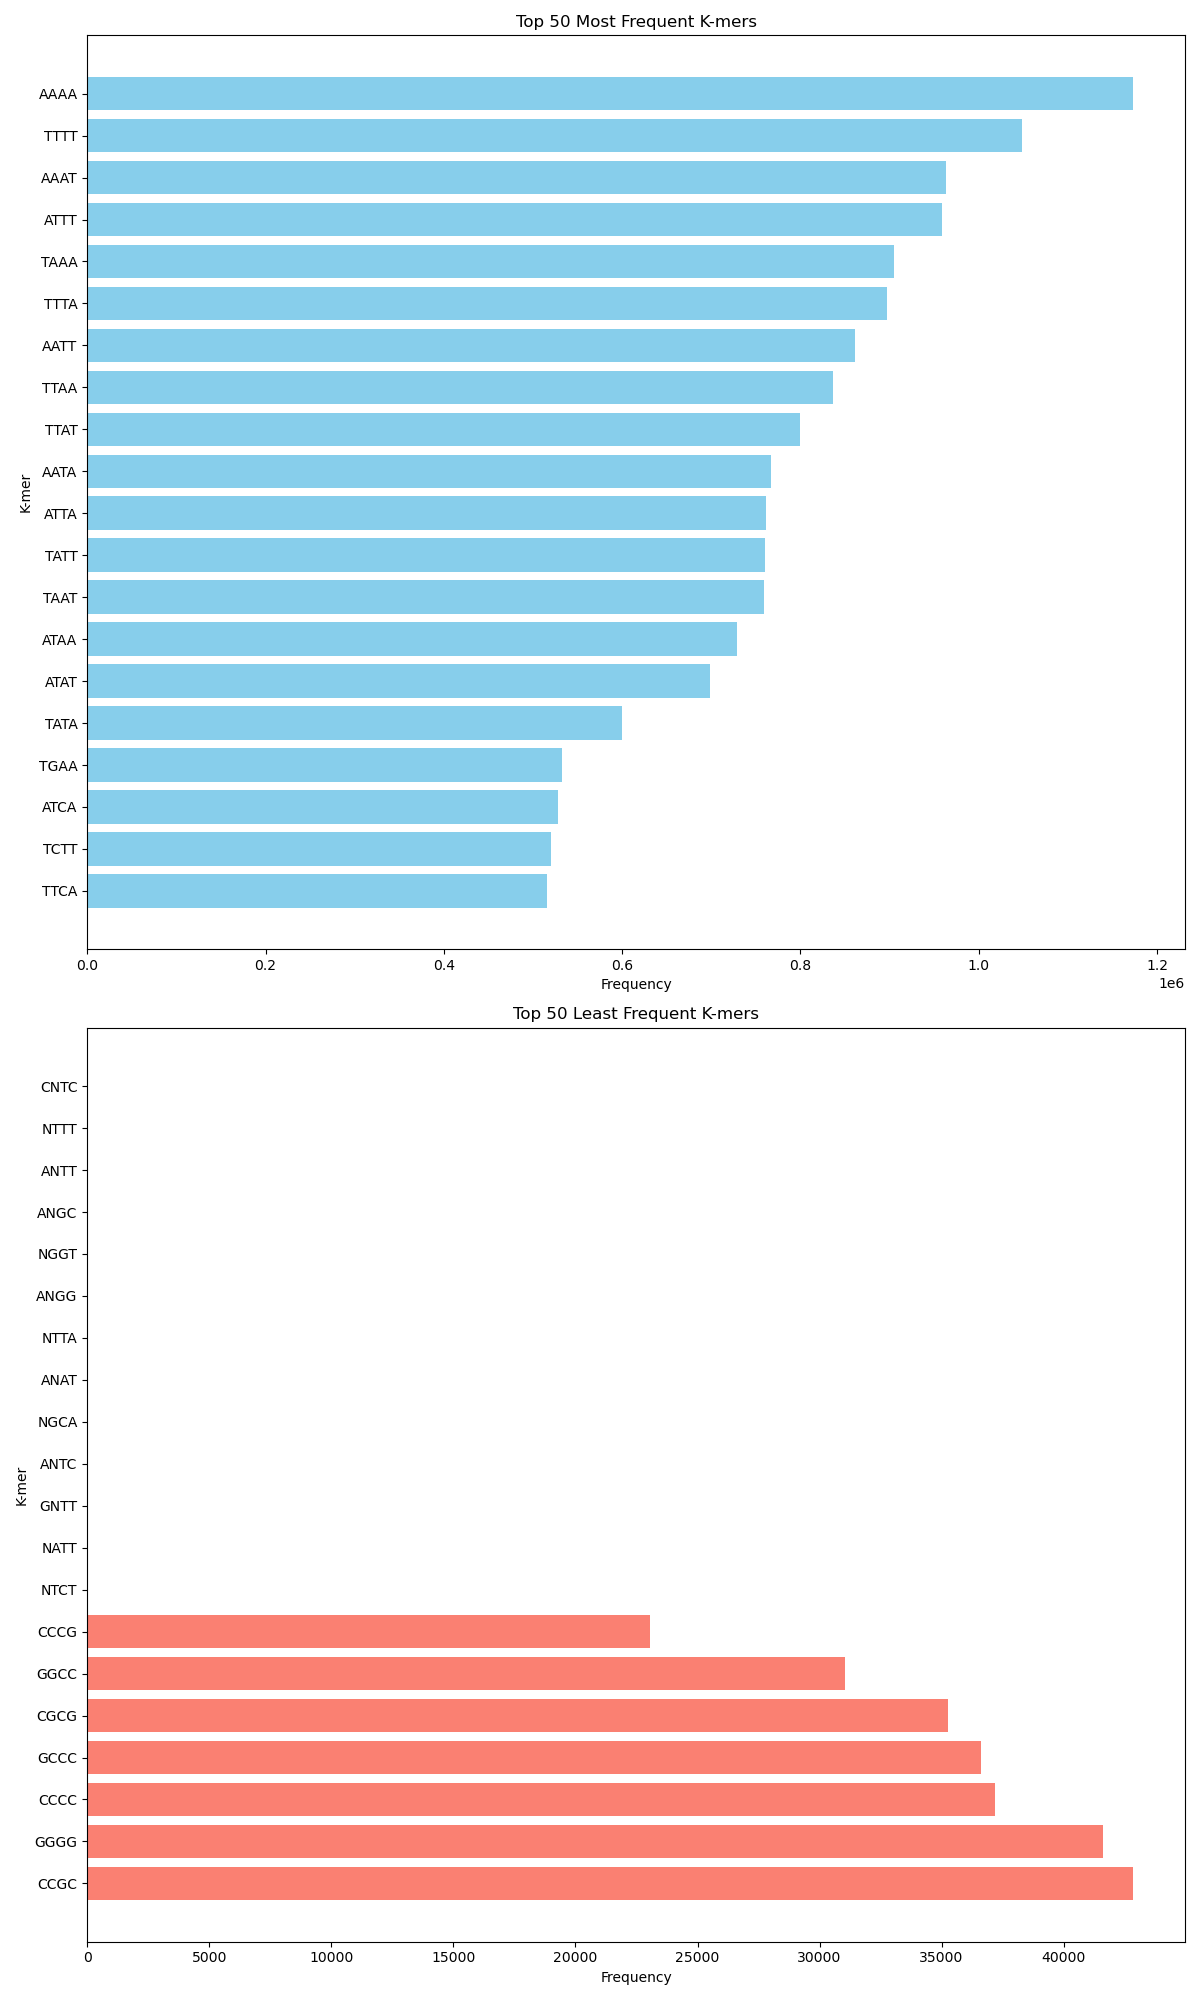 Top 50 Most Frequent K-mers
K-mer
AAAA
TTTT
AAAT
ATTT
TAAA
TTTA
AATT
TTAA
TTAT
AATA
ATTA
TATT
TAAT
ATAA
ATAT
TATA
TGAA
ATCA
TCTT
TTCA
0.0 0.2 0.4 0.6 0.8 1.0 1.2
1e6
Frequency
Top 50 Least Frequent K-mers
K-mer
CNTC
NTTT
ANTT
ANGC
NGGT
ANGG
NTTA
ANAT
NGCA
ANTC
GNTT
NATT
NTCT
CCCG
GGCC
CGCG
GCCC
CCCC
GGGG
CCGC
0 5000 10000 15000 20000 25000 30000 35000 40000
Frequency